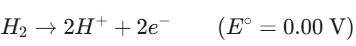 H₂ → 2H⁺ + 2e⁻ (E° = 0.00 V)